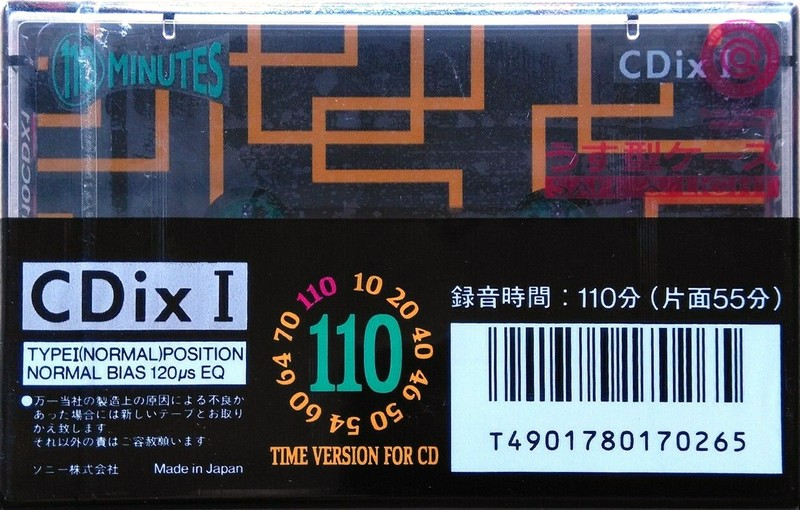 110 MINUTES
CDix I
110CDX1
うす型ケース
CDix I
TYPEI(NORMAL)POSITION
NORMAL BIAS 120μs EQ
●万一当社の製造上の原因による不良か
あった場合には新しいテープとお取り
かえ致します.
それ以外の責はご容赦願います
ソニー株式会社 Made in Japan
110 10 20 40 46 50 54 60 64 70
110
TIME VERSION FOR CD
録音時間：110分（片面55分）
T4901780170265